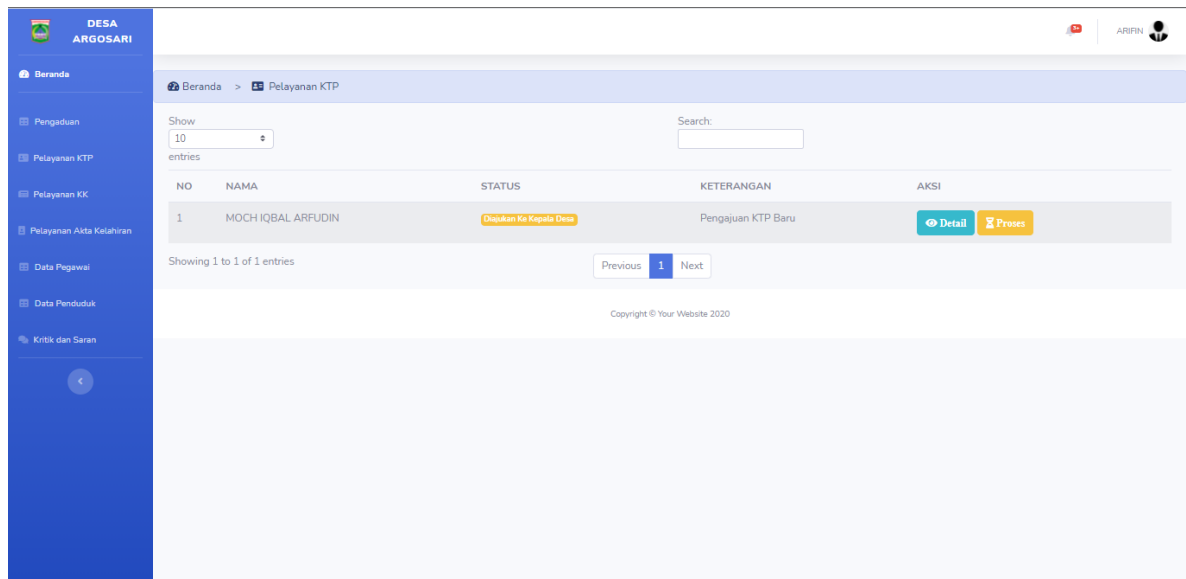 DESA
ARGOSARI
Beranda
Pengaduan
Pelayanan KTP
Pelayanan KK
Pelayanan Akta Kelahiran
Data Pegawai
Data Penduduk
Kritik dan Saran
3+
ARIFIN
Beranda > Pelayanan KTP
Show
10
entries
Search:
NO NAMA STATUS KETERANGAN AKSI
1 MOCH IQBAL ARFUDIN Diajukan Ke Kepala Desa Pengajuan KTP Baru Detail Proses
Showing 1 to 1 of 1 entries
Previous 1 Next
Copyright © Your Website 2020